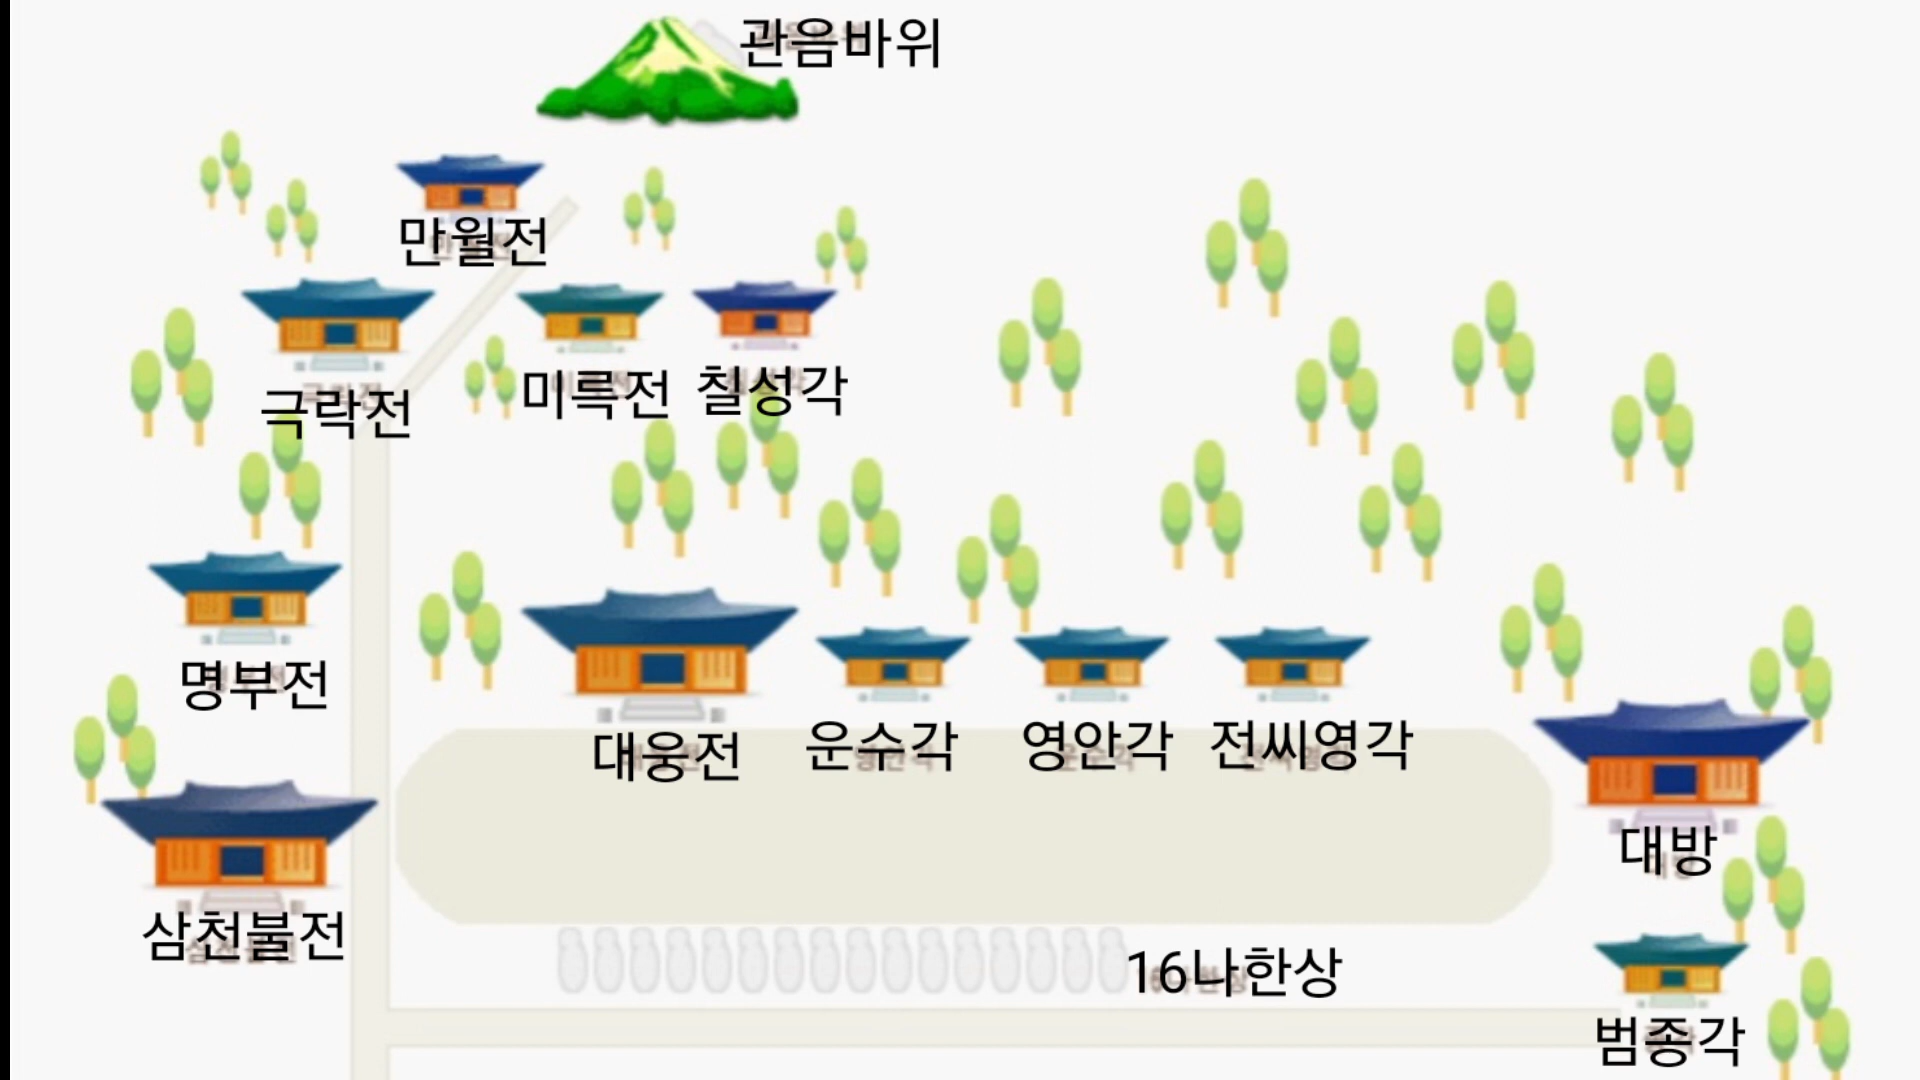 관음바위
만월전
극락전
미륵전
칠성각
명부전
대웅전
운수각
영안각
전씨영각
대방
삼천불전
16나한상
범종각